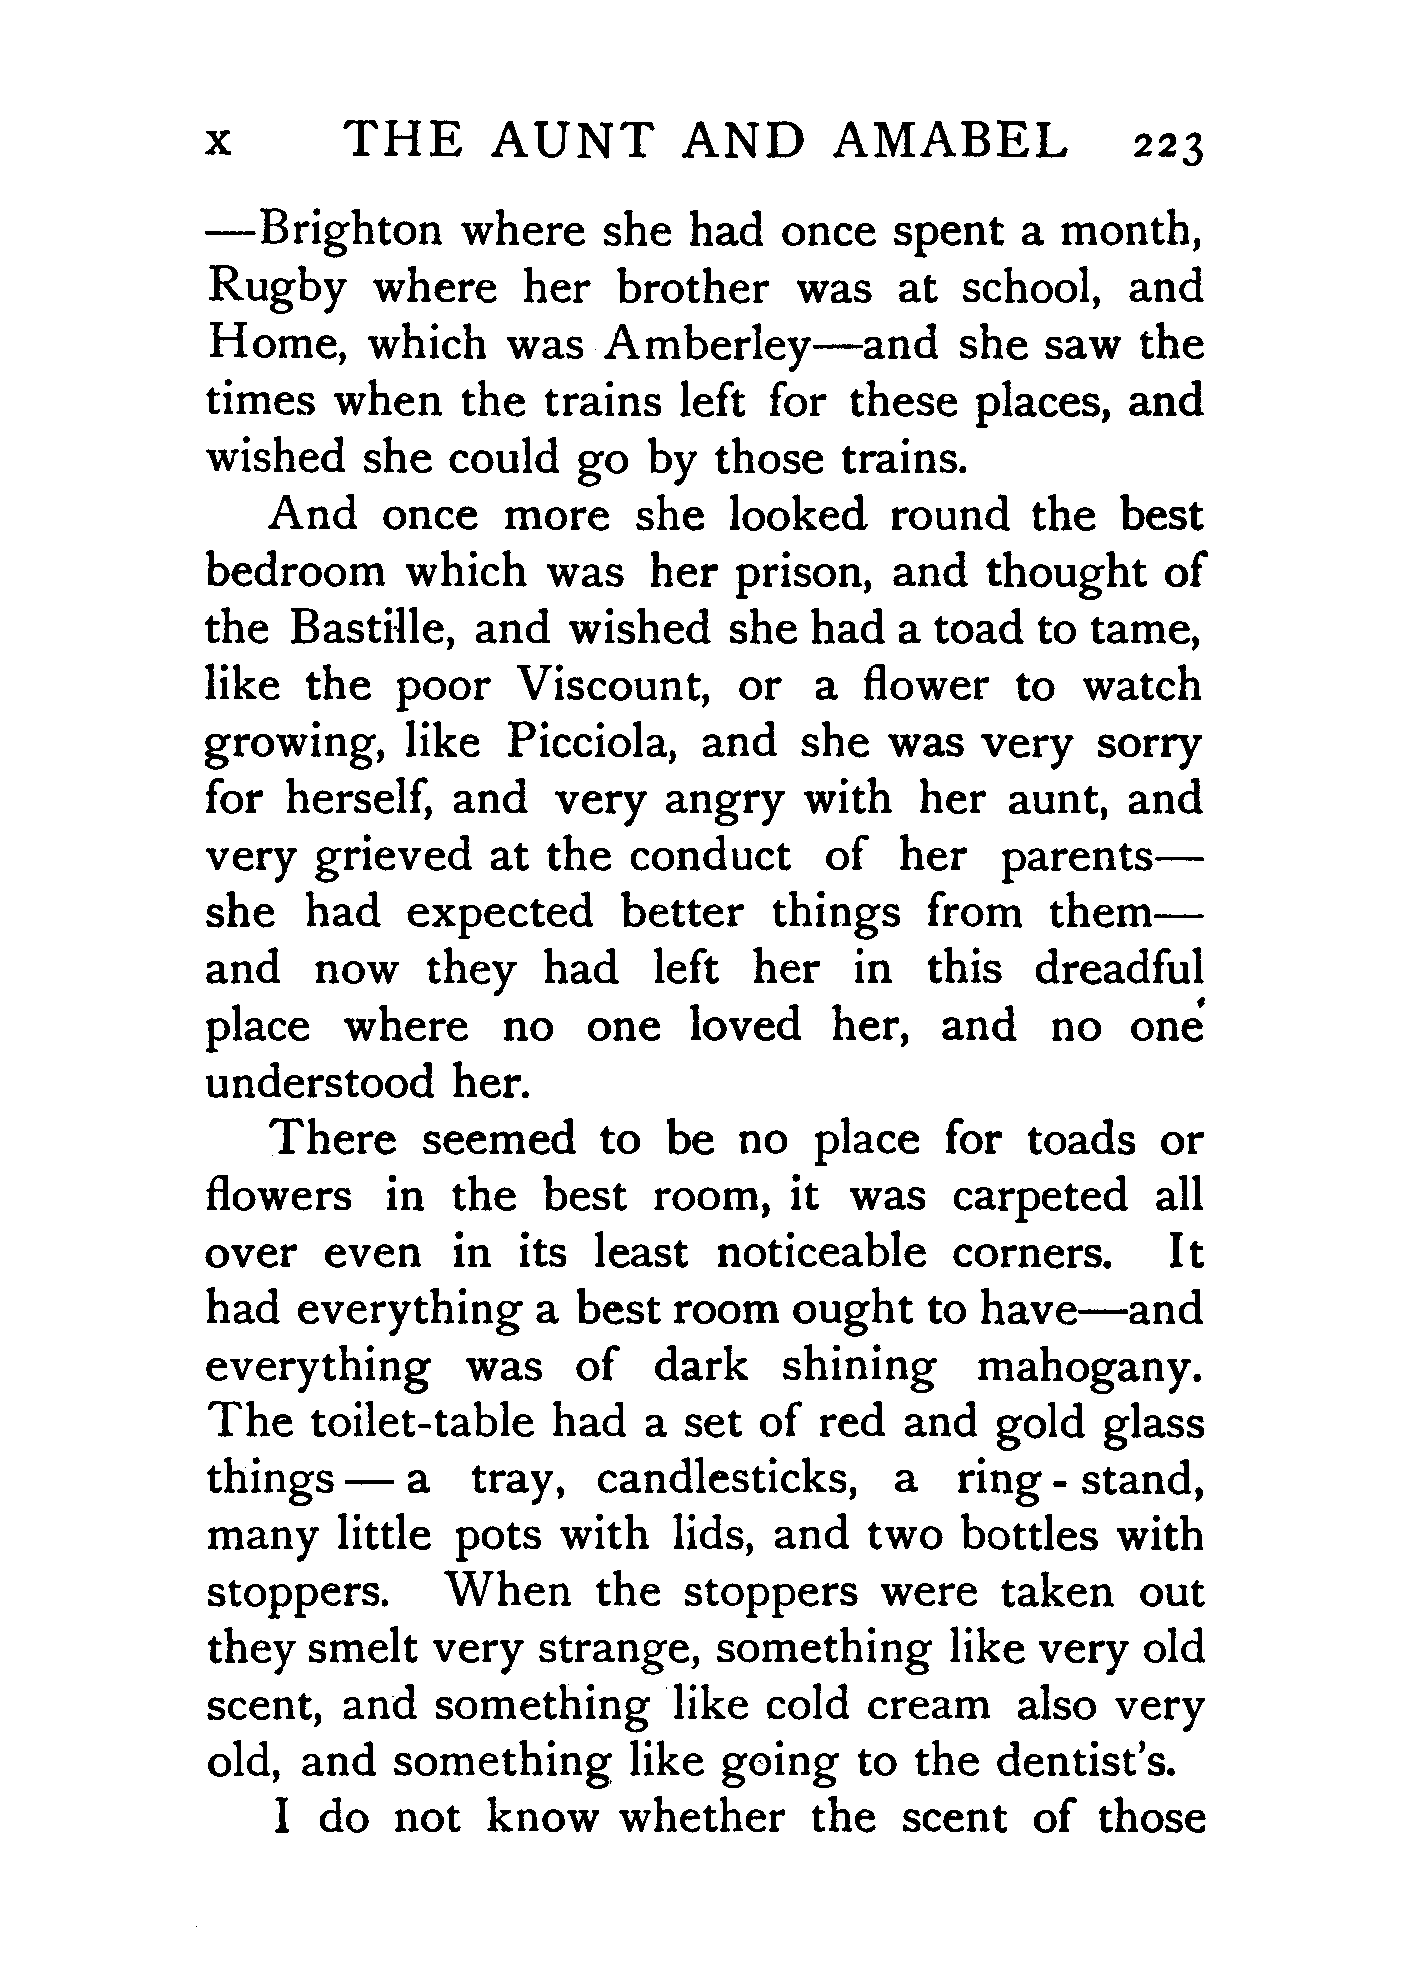 x THE AUNT AND AMABEL 223
—Brighton where she had once spent a month,
Rugby where her brother was at school, and
Home, which was Amberley—and she saw the
times when the trains left for these places, and
wished she could go by those trains.
And once more she looked round the best
bedroom which was her prison, and thought of
the Bastille, and wished she had a toad to tame,
like the poor Viscount, or a flower to watch
growing, like Picciola, and she was very sorry
for herself, and very angry with her aunt, and
very grieved at the conduct of her parents—
she had expected better things from them—
and now they had left her in this dreadful
place where no one loved her, and no one
understood her.
There seemed to be no place for toads or
flowers in the best room, it was carpeted all
over even in its least noticeable corners. It
had everything a best room ought to have—and
everything was of dark shining mahogany.
The toilet-table had a set of red and gold glass
things — a tray, candlesticks, a ring-stand,
many little pots with lids, and two bottles with
stoppers. When the stoppers were taken out
they smelt very strange, something like very old
scent, and something like cold cream also very
old, and something like going to the dentist's.
I do not know whether the scent of those